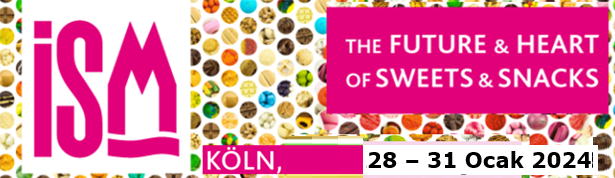 ISM
THE FUTURE & HEART
OF SWEETS & SNACKS
KÖLN, 28 – 31 Ocak 2024